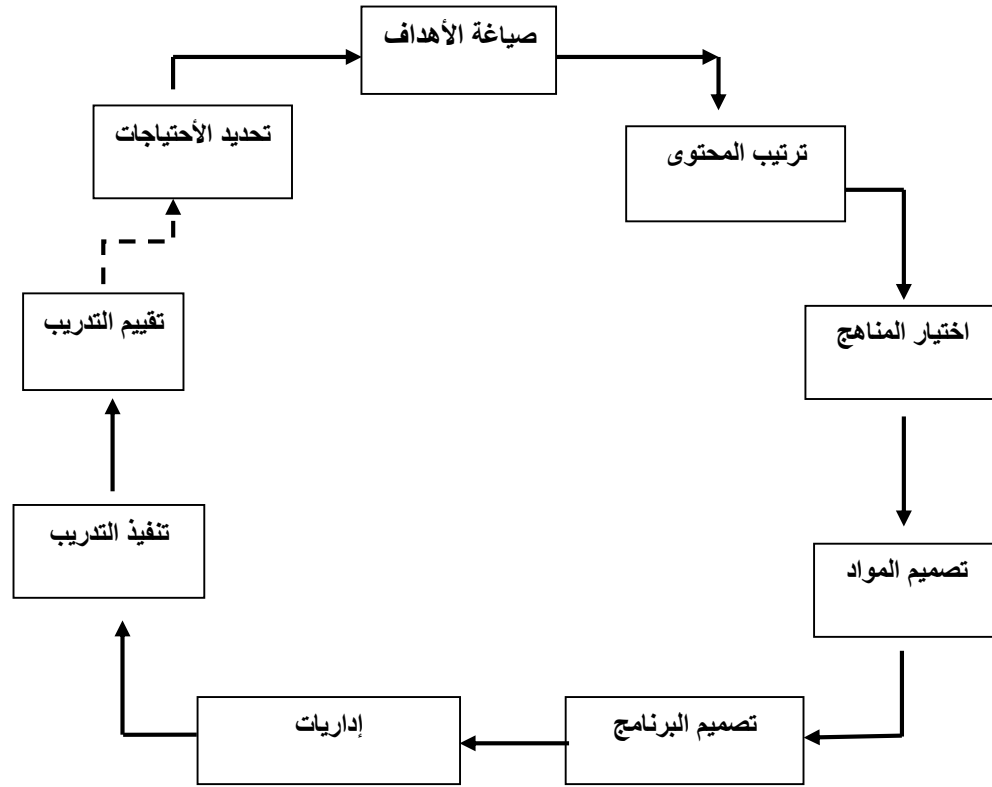 صياغة الأهداف
تحديد الأحتياجات
ترتيب المحتوى
تقييم التدريب
اختيار المناهج
تنفيذ التدريب
تصميم المواد
إداريات
تصميم البرنامج